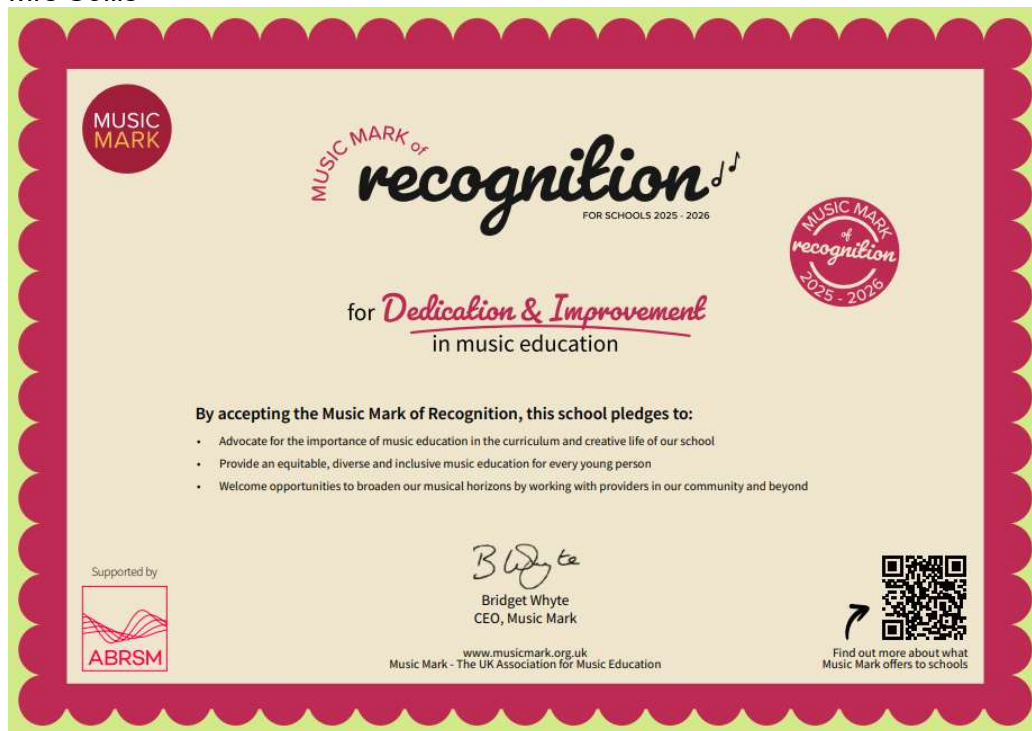 MUSIC
MARK
MUSIC MARK of
recognition
FOR SCHOOLS 2025 - 2026
MUSIC MARK
of
recognition
2025 - 2026
for Dedication & Improvement
in music education
By accepting the Music Mark of Recognition, this school pledges to:
• Advocate for the importance of music education in the curriculum and creative life of our school
• Provide an equitable, diverse and inclusive music education for every young person
• Welcome opportunities to broaden our musical horizons by working with providers in our community and beyond
Supported by
ABRSM
B Whyte
Bridget Whyte
CEO, Music Mark
www.musicmark.org.uk
Music Mark - The UK Association for Music Education
Find out more about what
Music Mark offers to schools